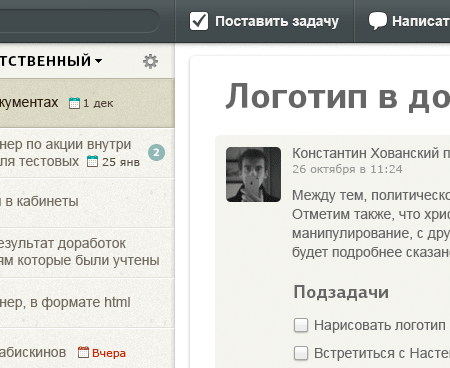 Поставить задачу
Написат
ТСТВЕННЫЙ
кументах 1 дек
нер по акции внутри
ля тестовых 25 янв
2
в кабинеты
езультат доработок
ям которые были учтены
нер, в формате html
абискинов Вчера
Логотип в до
Константин Хованский п
26 октября в 11:24
Между тем, политическо
Отметим также, что хрис
манипулирование, с дру
будет подробнее сказан
Подзадачи
Нарисовать логотип
Встретиться с Насте